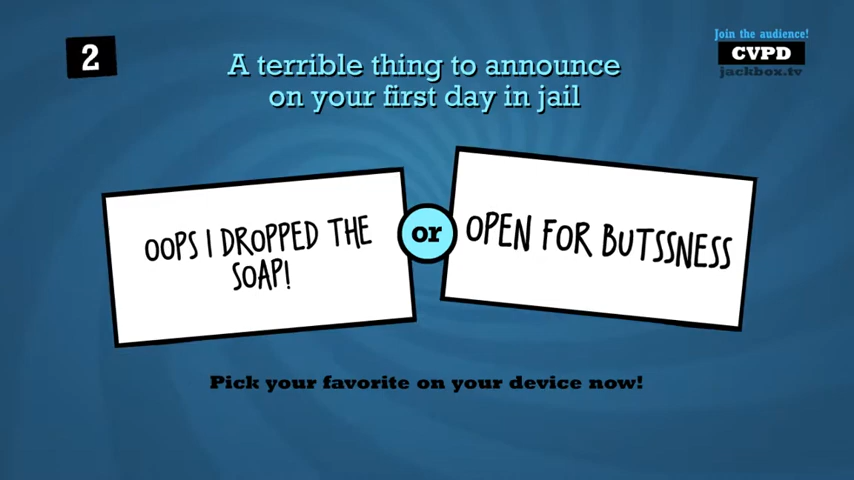 2
Join the audience!
CVPD
jackbox.tv
A terrible thing to announce
on your first day in jail
OOPS I DROPPED THE
SOAP!
or
OPEN FOR BUTSSNESS
Pick your favorite on your device now!